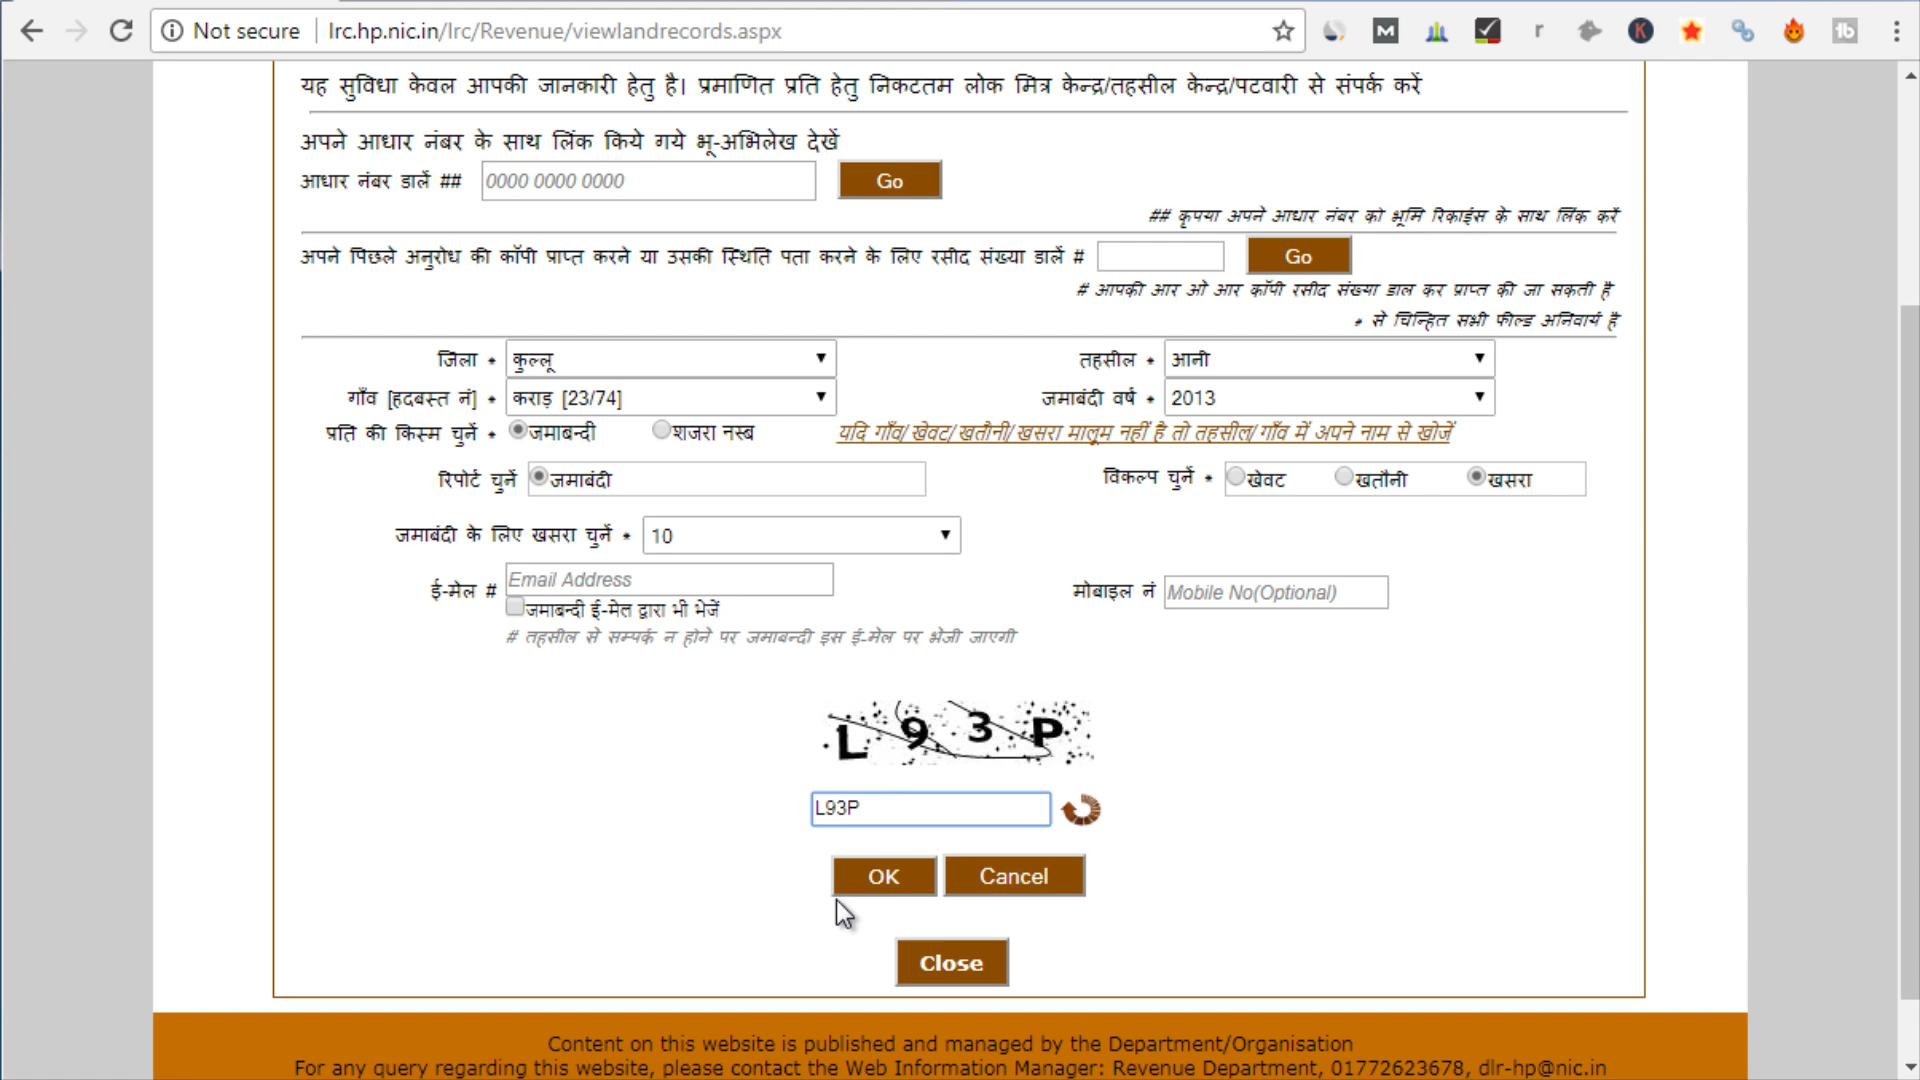 Not secure | lrc.hp.nic.in/lrc/Revenue/viewlandrecords.aspx
यह सुविधा केवल आपकी जानकारी हेतु है। प्रमाणित प्रति हेतु निकटतम लोक मित्र केन्द्र/तहसील केन्द्र/पटवारी से संपर्क करें
अपने आधार नंबर के साथ लिंक किये गये भू-अभिलेख देखें
आधार नंबर डालें ## 0000 0000 0000 Go
## कृपया अपने आधार नंबर को भूमि रिकार्डस के साथ लिंक करें
अपने पिछले अनुरोध की कॉपी प्राप्त करने या उसकी स्थिति पता करने के लिए रसीद संख्या डालें # Go
# आपकी आर ओ आर कॉपी रसीद संख्या डाल कर प्राप्त की जा सकती है
* से चिन्हित सभी फील्ड अनिवार्य है
जिला * कुल्लू तहसील * आनी
गाँव [हदबस्त नं] * कराड़ [23/74] जमाबंदी वर्ष * 2013
प्रति की किस्म चुनें * जमाबन्दी शजरा नस्ब यदि गाँव/खेवट/खतौनी/खसरा मालूम नहीं है तो तहसील/गाँव में अपने नाम से खोजें
रिपोर्ट चुनें जमाबंदी विकल्प चुनें * खेवट खतौनी खसरा
जमाबंदी के लिए खसरा चुनें * 10
ई-मेल # Email Address मोबाइल नं Mobile No(Optional)
जमाबन्दी ई-मेल द्वारा भी भेजें
# तहसील से सम्पर्क न होने पर जमाबन्दी इस ई-मेल पर भेजी जाएगी
L 9 3 P
L93P
OK Cancel
Close
Content on this website is published and managed by the Department/Organisation
For any query regarding this website, please contact the Web Information Manager: Revenue Department, 01772623678, dlr-hp@nic.in